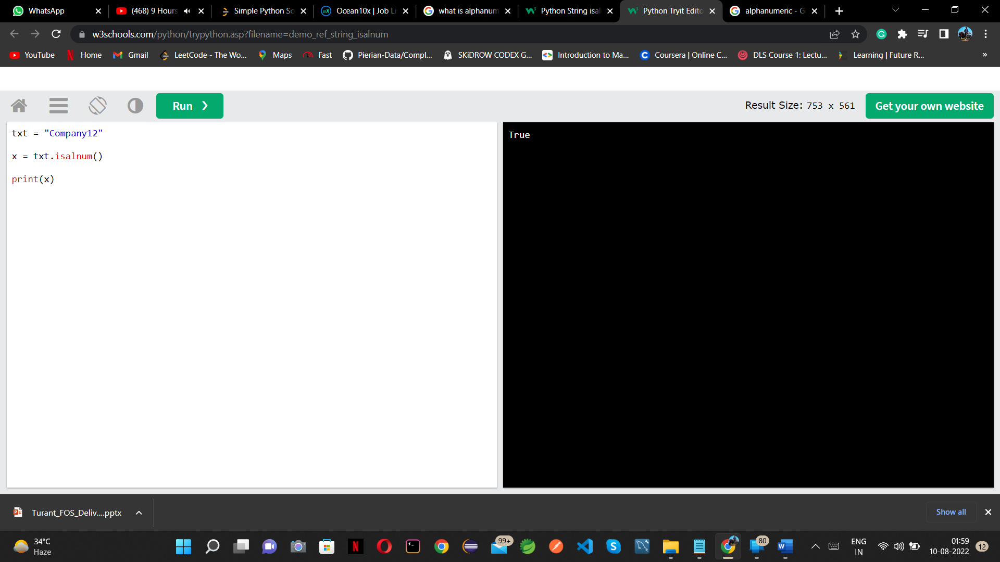 WhatsApp
(468) 9 Hours
Simple Python So
Ocean10x | Job Li
what is alphanum
Python String isal
Python Tryit Edito
alphanumeric - G
w3schools.com/python/trypython.asp?filename=demo_ref_string_isalnum
YouTube
Home
Gmail
LeetCode - The Wo...
Maps
Fast
Pierian-Data/Compl...
SKiDROW CODEX G...
Introduction to Ma...
Coursera | Online C...
DLS Course 1: Lectu...
Learning | Future R...
»
Run ❯
Result Size: 753 x 561
Get your own website
txt = "Company12"
x = txt.isalnum()
print(x)
True
Turant_FOS_Deliv....pptx
Show all
34°C
Haze
99+
80
ENG
IN
01:59
10-08-2022
12